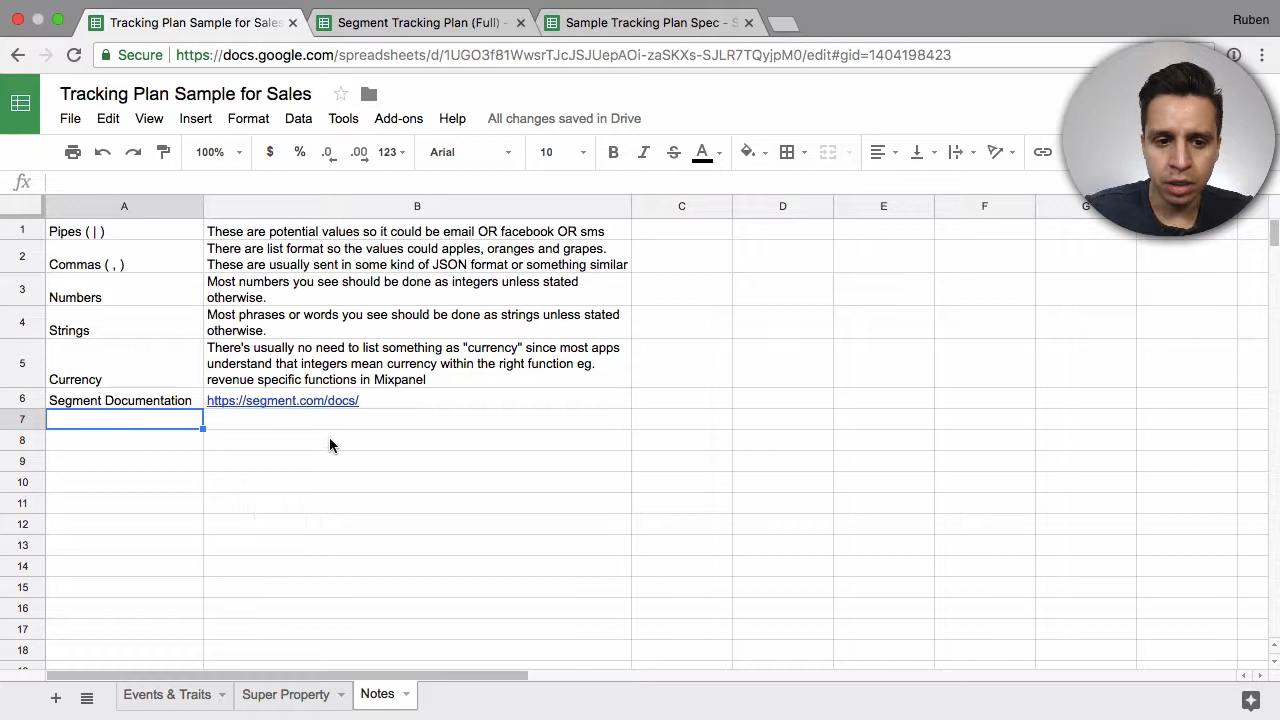 Tracking Plan Sample for Sales
Segment Tracking Plan (Full) -
Sample Tracking Plan Spec - S
Ruben
Secure
https://docs.google.com/spreadsheets/d/1UGO3f81WwsrTJcJSJUepAOi-zaSKXs-SJLR7TQyjpM0/edit#gid=1404198423
Tracking Plan Sample for Sales
File Edit View Insert Format Data Tools Add-ons Help All changes saved in Drive
100% $ % .0 .00 123 Arial 10 B I S A
fx
A B C D E F G
1 Pipes ( | ) These are potential values so it could be email OR facebook OR sms
There are list format so the values could apples, oranges and grapes.
2 Commas ( , ) These are usually sent in some kind of JSON format or something similar
Most numbers you see should be done as integers unless stated
3 Numbers otherwise.
Most phrases or words you see should be done as strings unless stated
4 Strings otherwise.
There's usually no need to list something as "currency" since most apps
5 understand that integers mean currency within the right function eg.
Currency revenue specific functions in Mixpanel
6 Segment Documentation https://segment.com/docs/
7
8
9
10
11
12
13
14
15
16
17
18
Events & Traits Super Property Notes